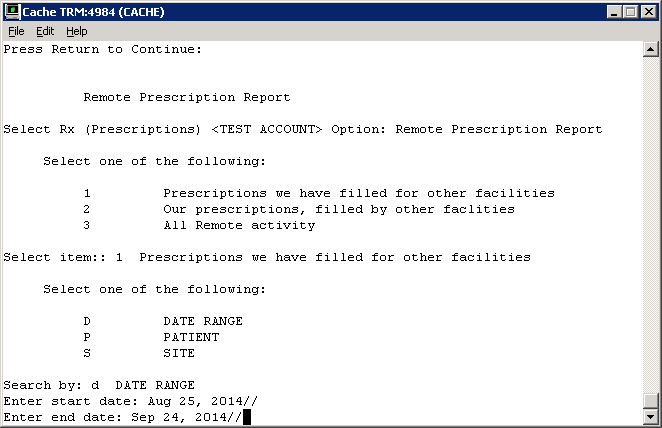 Cache TRM:4984 (CACHE)
File Edit Help
Press Return to Continue:
Remote Prescription Report
Select Rx (Prescriptions) <TEST ACCOUNT> Option: Remote Prescription Report
Select one of the following:
1 Prescriptions we have filled for other facilities
2 Our prescriptions, filled by other faclities
3 All Remote activity
Select item:: 1 Prescriptions we have filled for other facilities
Select one of the following:
D DATE RANGE
P PATIENT
S SITE
Search by: d DATE RANGE
Enter start date: Aug 25, 2014//
Enter end date: Sep 24, 2014//